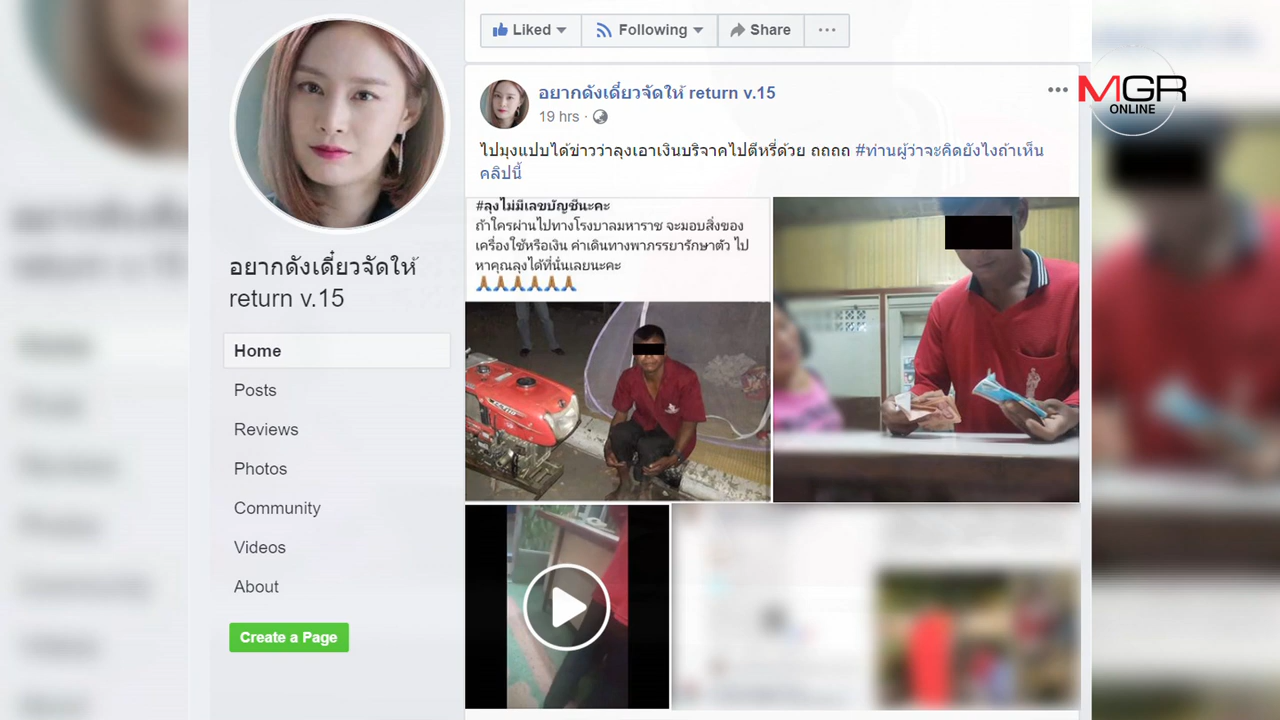 Liked
Following
Share
MGR
ONLINE
อยากดังเดี๋ยวจัดให้ return v.15
19 hrs ·
ไปมุงแปบได้ข่าวว่าลุงเอาเงินบริจาคไปตีหรี่ด้วย ถถถถ #ท่านผู้ว่าจะคิดยังไงถ้าเห็น
คลิปนี้
#ลุงไม่มีเลขบัญชีนะคะ
ถ้าใครผ่านไปทางโรงบาลมหาราช จะมอบสิ่งของ
เครื่องใช้หรือเงิน ค่าเดินทางพาภรรยารักษาตัว ไป
หาคุณลุงได้ที่นั่นเลยนะคะ
🙏🙏🙏🙏🙏🙏
อยากดังเดี๋ยวจัดให้
return v.15
Home
Posts
Reviews
Photos
Community
Videos
About
Create a Page